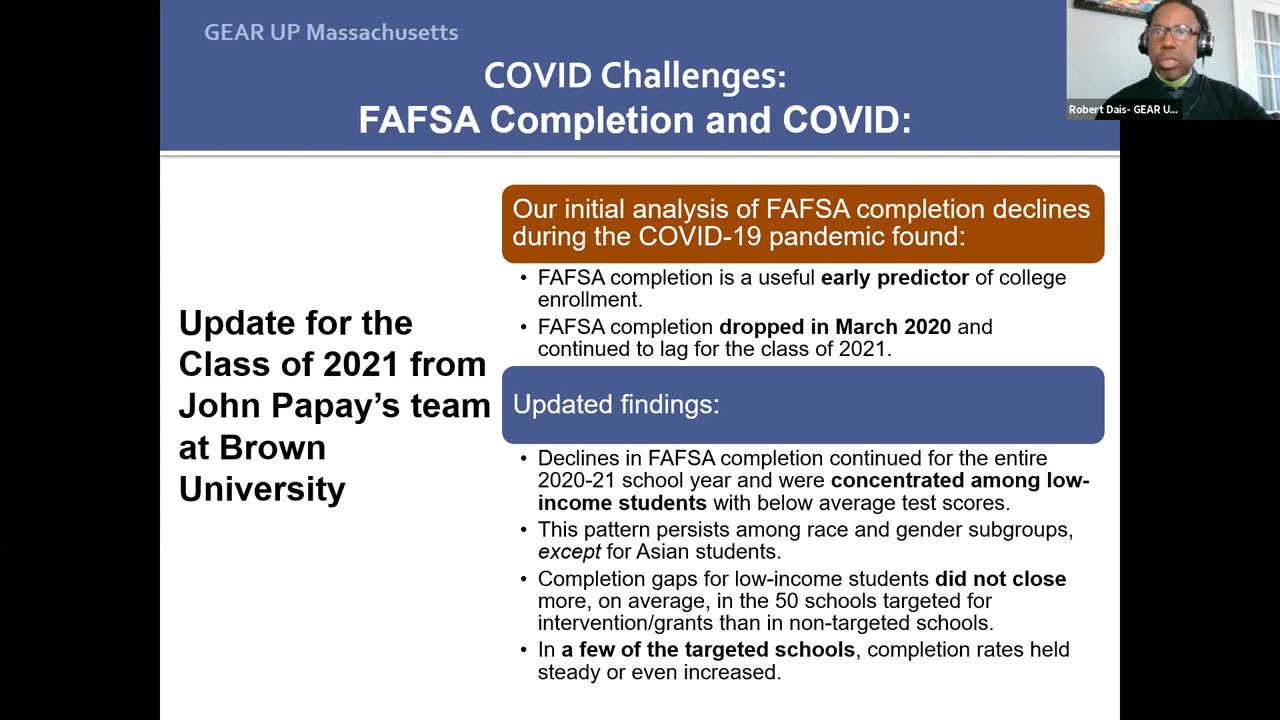 GEAR UP Massachusetts
COVID Challenges:
FAFSA Completion and COVID:
Robert Dais- GEAR U...
Update for the
Class of 2021 from
John Papay’s team
at Brown
University
Our initial analysis of FAFSA completion declines
during the COVID-19 pandemic found:
• FAFSA completion is a useful early predictor of college
enrollment.
• FAFSA completion dropped in March 2020 and
continued to lag for the class of 2021.
Updated findings:
• Declines in FAFSA completion continued for the entire
2020-21 school year and were concentrated among low-
income students with below average test scores.
• This pattern persists among race and gender subgroups,
except for Asian students.
• Completion gaps for low-income students did not close
more, on average, in the 50 schools targeted for
intervention/grants than in non-targeted schools.
• In a few of the targeted schools, completion rates held
steady or even increased.